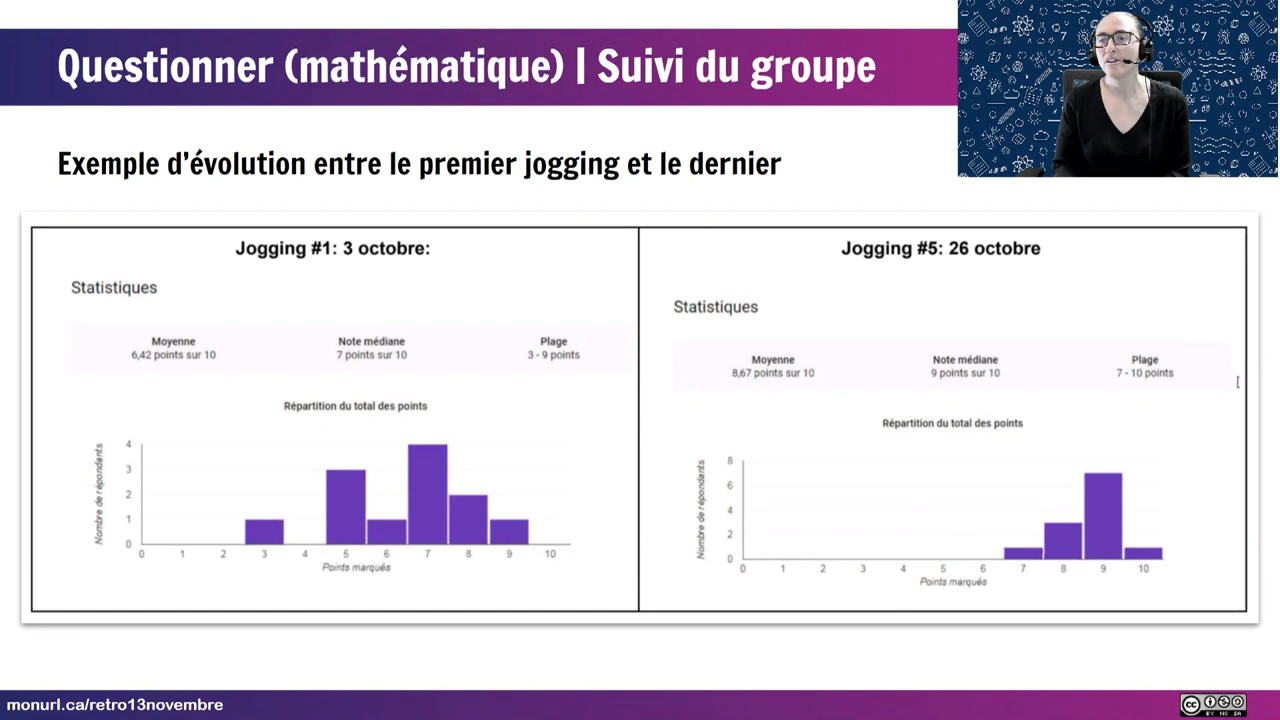 Questionner (mathématique) | Suivi du groupe
Exemple d'évolution entre le premier jogging et le dernier
Jogging #1: 3 octobre:
Statistiques
Moyenne
6,42 points sur 10
Note médiane
7 points sur 10
Plage
3 - 9 points
Répartition du total des points
Nombre de répondants
4
3
2
1
0
0 1 2 3 4 5 6 7 8 9 10
Points marqués
Jogging #5: 26 octobre
Statistiques
Moyenne
8,67 points sur 10
Note médiane
9 points sur 10
Plage
7 - 10 points
Répartition du total des points
Nombre de répondants
8
6
4
2
0
0 1 2 3 4 5 6 7 8 9 10
Points marqués
monurl.ca/retro13novembre
CC
BY NC SA